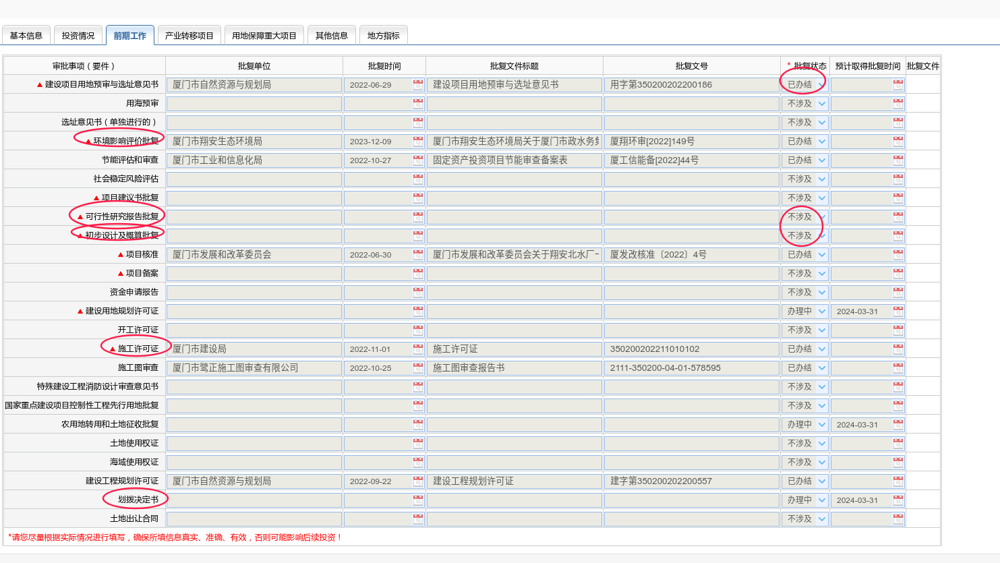 基本信息 投资情况 前期工作 产业转移项目 用地保障重大项目 其他信息 地方指标
审批事项（要件） 批复单位 批复时间 批复文件标题 批复文号 * 批复状态 预计取得批复时间 批复文件
▲ 建设项目用地预审与选址意见书 厦门市自然资源与规划局 2022-06-29 建设项目用地预审与选址意见书 用字第350200202200186 已办结
用海预审 不涉及
选址意见书（单独进行的） 不涉及
▲ 环境影响评价批复 厦门市翔安生态环境局 2023-12-09 厦门市翔安生态环境局关于厦门市政水务集 厦翔环审[2022]149号 已办结
节能评估和审查 厦门市工业和信息化局 2022-10-27 固定资产投资项目节能审查备案表 厦工信能备[2022]44号 已办结
社会稳定风险评估 不涉及
▲ 项目建议书批复 不涉及
▲ 可行性研究报告批复 不涉及
▲ 初步设计及概算批复 不涉及
▲ 项目核准 厦门市发展和改革委员会 2022-06-30 厦门市发展和改革委员会关于翔安北水厂一 厦发改核准〔2022〕4号 已办结
▲ 项目备案 不涉及
资金申请报告 不涉及
▲ 建设用地规划许可证 办理中 2024-03-31
开工许可证 不涉及
▲ 施工许可证 厦门市建设局 2022-11-01 施工许可证 350200202211010102 已办结
施工图审查 厦门市鹭正施工图审查有限公司 2022-10-25 施工图审查报告书 2111-350200-04-01-578595 已办结
特殊建设工程消防设计审查意见书 不涉及
国家重点建设项目控制性工程先行用地批复 不涉及
农用地转用和土地征收批复 办理中 2024-03-31
土地使用权证 不涉及
海域使用权证 不涉及
建设工程规划许可证 厦门市自然资源与规划局 2022-09-22 建设工程规划许可证 建字第350200202200557 已办结
划拨决定书 办理中 2024-03-31
土地出让合同 不涉及
*请您尽量根据实际情况进行填写，确保所填信息真实、准确、有效，否则可能影响后续投资！